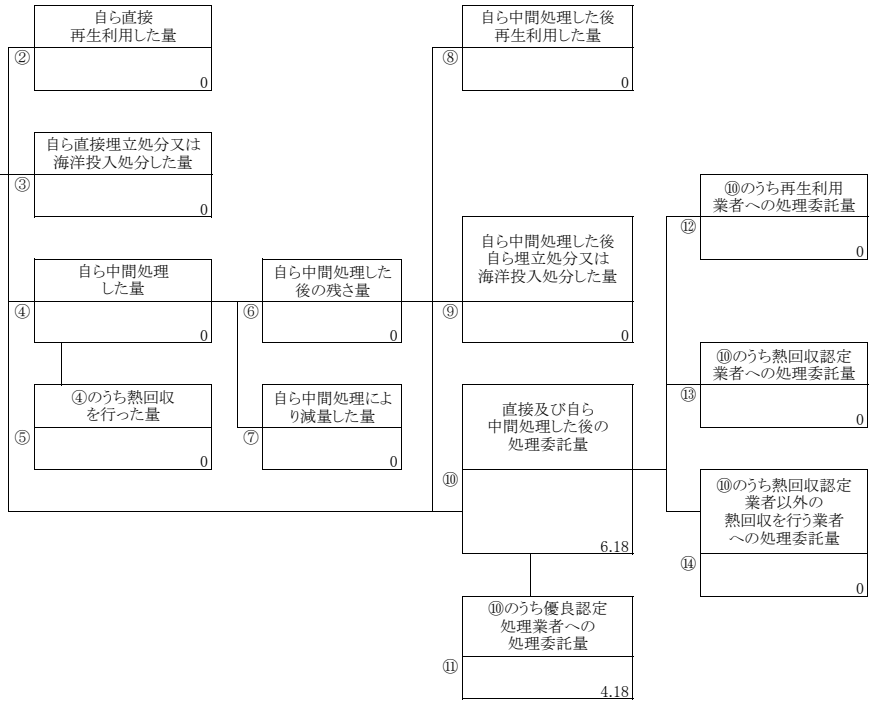 自ら直接
再生利用した量
②
0
自ら直接埋立処分又は
海洋投入処分した量
③
0
自ら中間処理
した量
④
0
④のうち熱回収
を行った量
⑤
0
自ら中間処理した
後の残さ量
⑥
0
自ら中間処理によ
り減量した量
⑦
0
自ら中間処理した後
再生利用した量
⑧
0
自ら中間処理した後
自ら埋立処分又は
海洋投入処分した量
⑨
0
直接及び自ら
中間処理した後の
処理委託量
⑩
6.18
⑩のうち優良認定
処理業者への
処理委託量
⑪
4.18
⑩のうち再生利用
業者への処理委託量
⑫
0
⑩のうち熱回収認定
業者への処理委託量
⑬
0
⑩のうち熱回収認定
業者以外の
熱回収を行う業者
への処理委託量
⑭
0